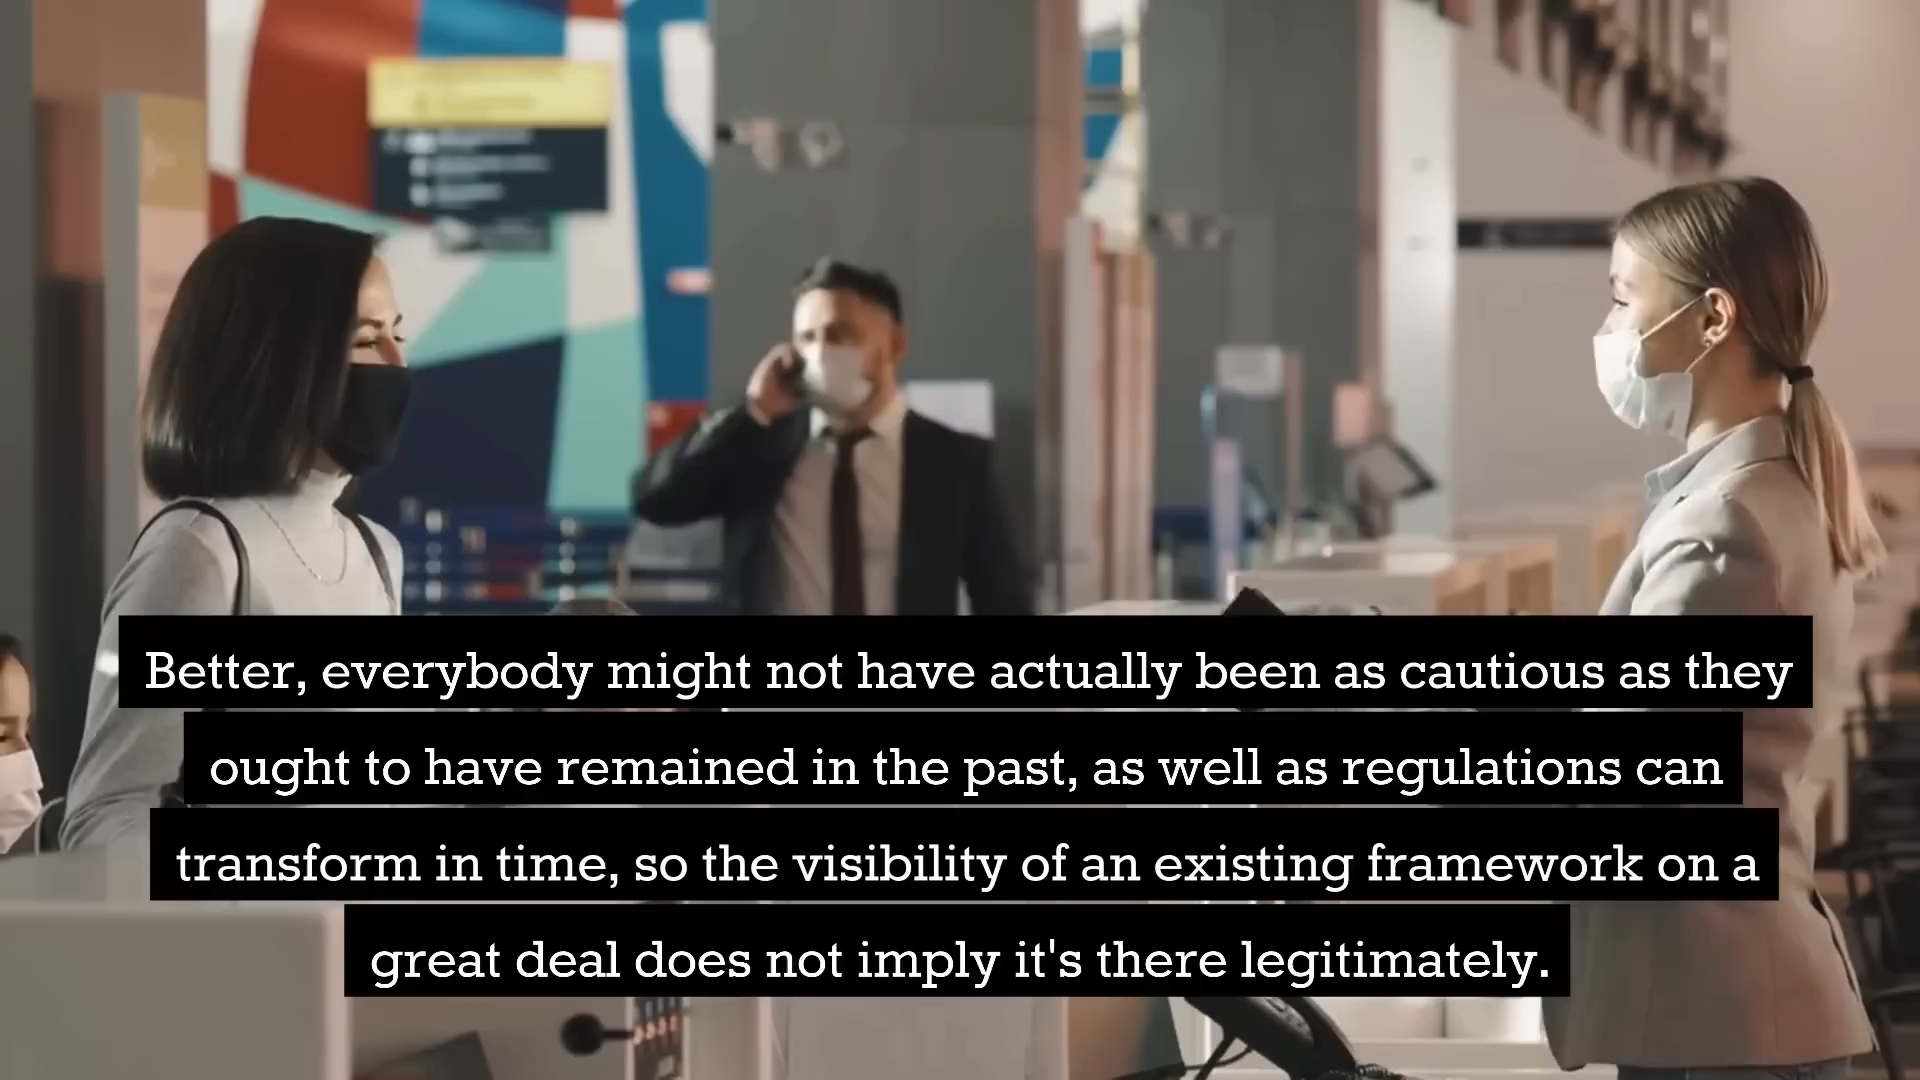 Better, everybody might not have actually been as cautious as they
ought to have remained in the past, as well as regulations can
transform in time, so the visibility of an existing framework on a
great deal does not imply it's there legitimately.